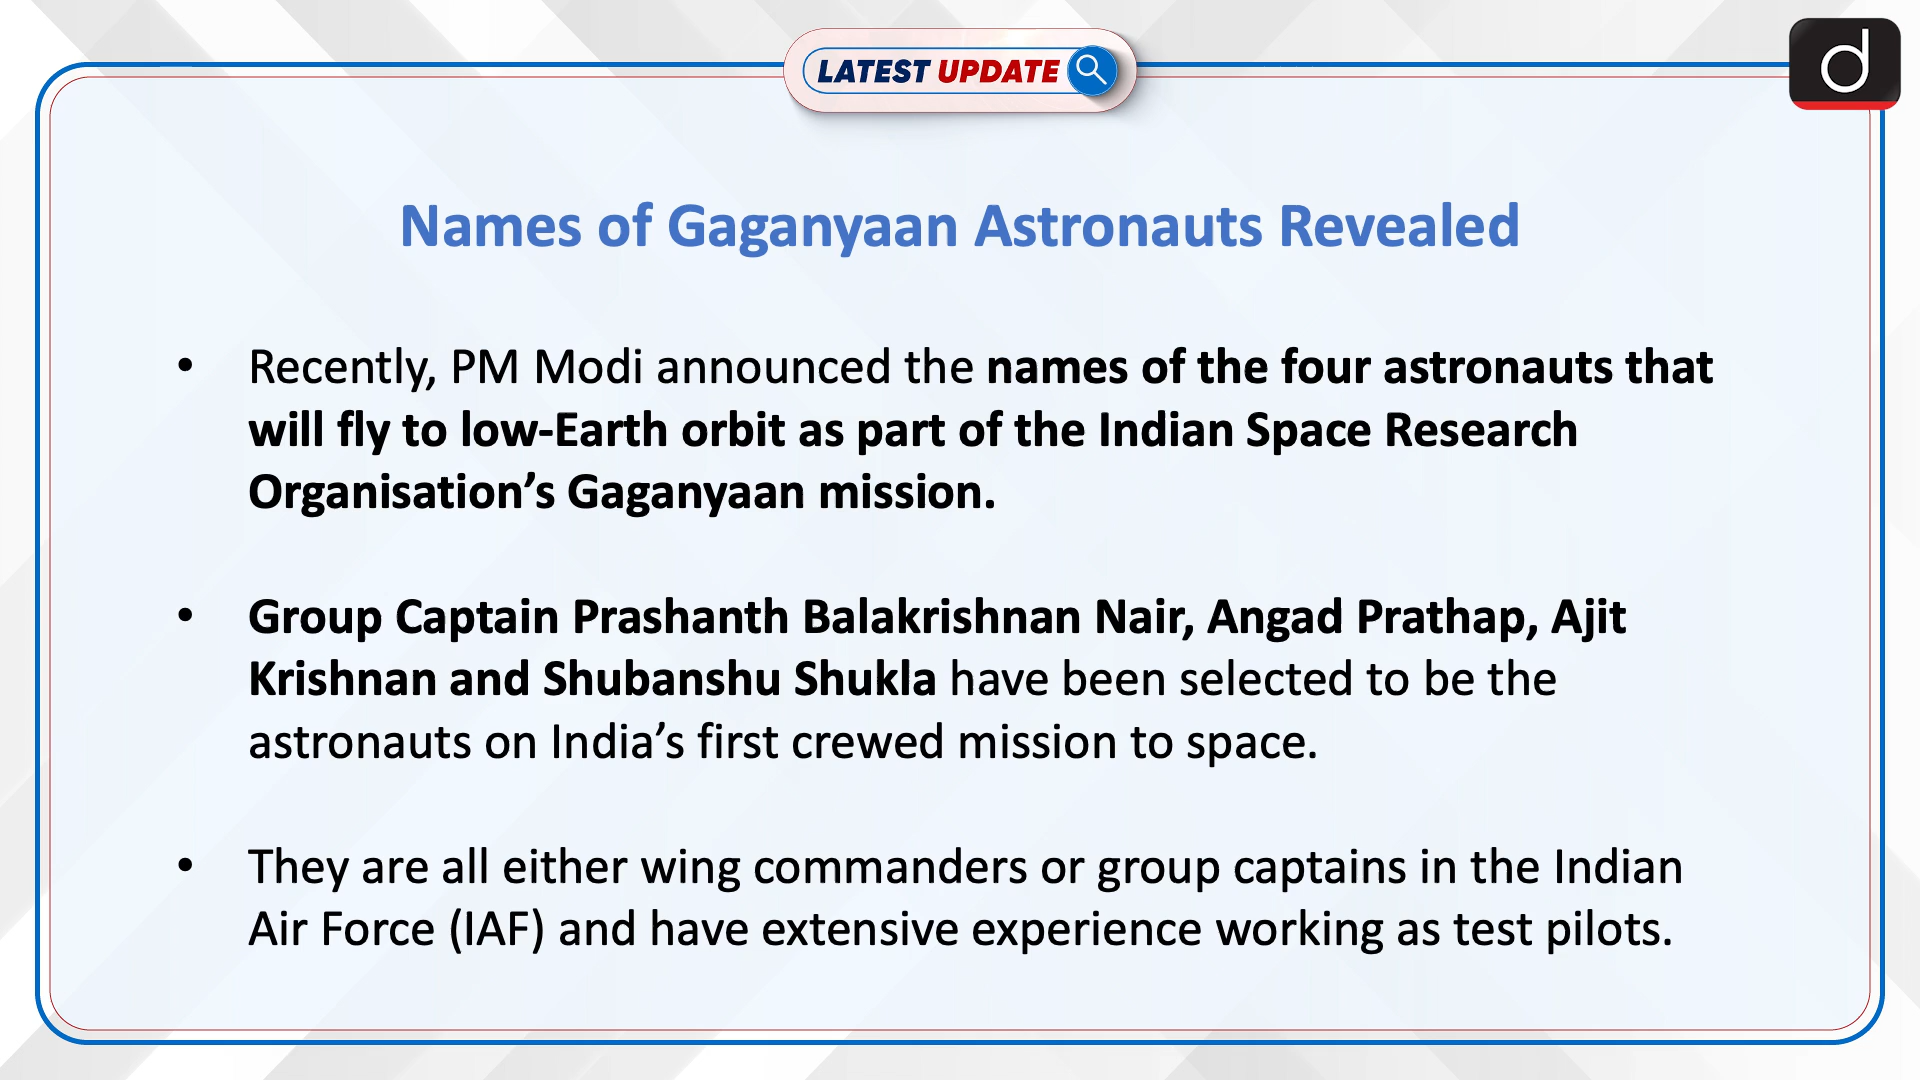 LATEST UPDATE
d
Names of Gaganyaan Astronauts Revealed
• Recently, PM Modi announced the names of the four astronauts that
will fly to low-Earth orbit as part of the Indian Space Research
Organisation’s Gaganyaan mission.
• Group Captain Prashanth Balakrishnan Nair, Angad Prathap, Ajit
Krishnan and Shubanshu Shukla have been selected to be the
astronauts on India’s first crewed mission to space.
• They are all either wing commanders or group captains in the Indian
Air Force (IAF) and have extensive experience working as test pilots.